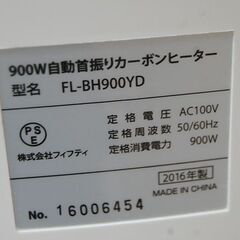 900W自動首振りカーボンヒーター
型名 FL-BH900YD
PSE
株式会社フィフティ
定格電圧 AC100V
定格周波数 50/60Hz
定格消費電力 900W
2016年製
MADE IN CHINA
No. 16006454